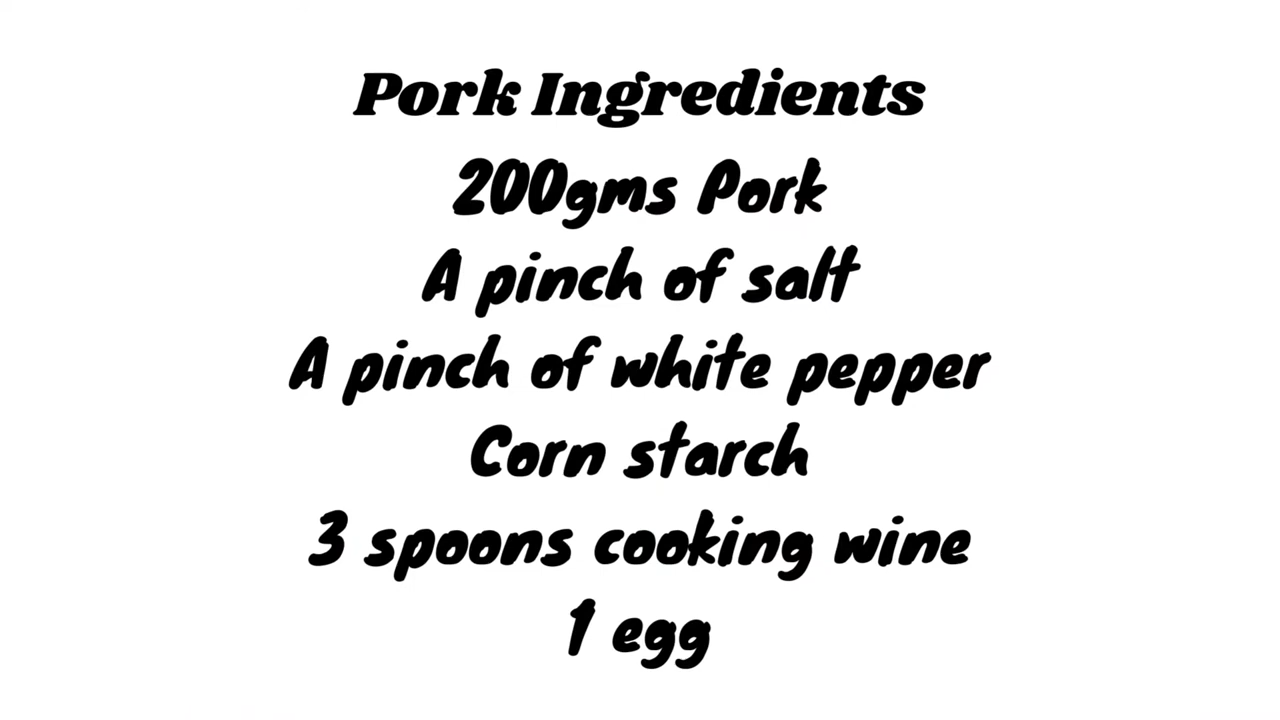 Pork Ingredients
200gms Pork
A pinch of salt
A pinch of white pepper
Corn starch
3 spoons cooking wine
1 egg